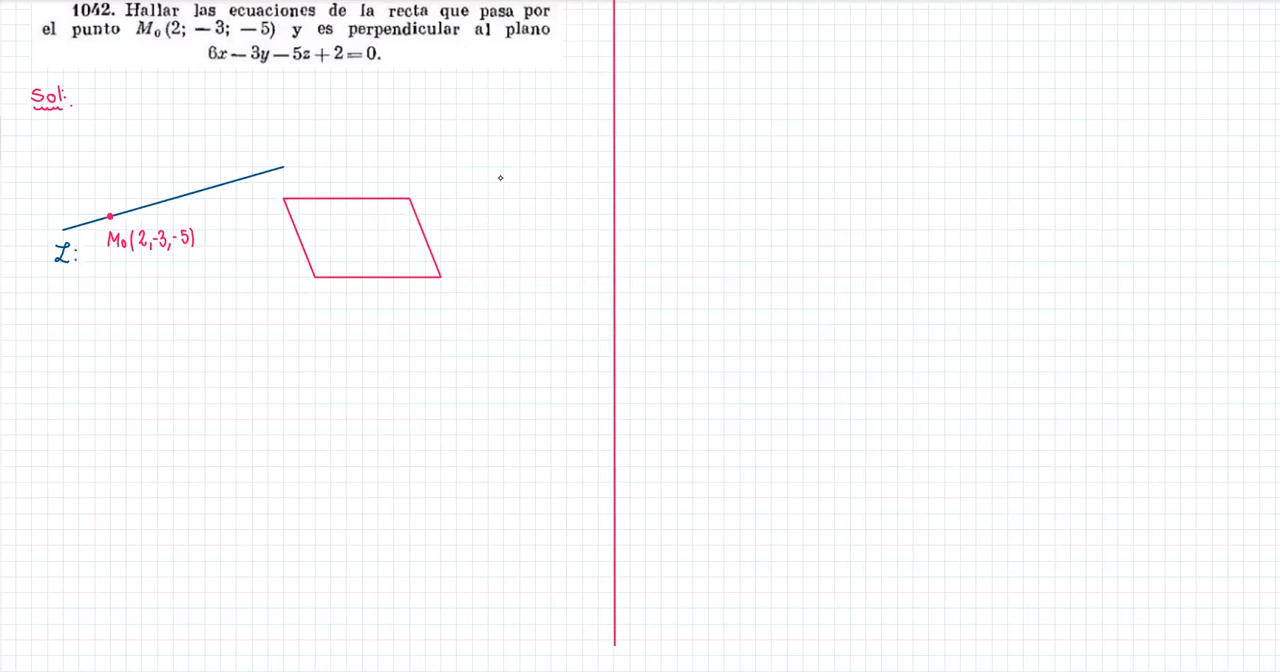 1042. Hallar las ecuaciones de la recta que pasa por
el punto M₀ (2; — 3; — 5) y es perpendicular al plano
6x — 3y — 5z + 2 = 0.
Sol:.
M₀(2,-3,-5)
ℒ: